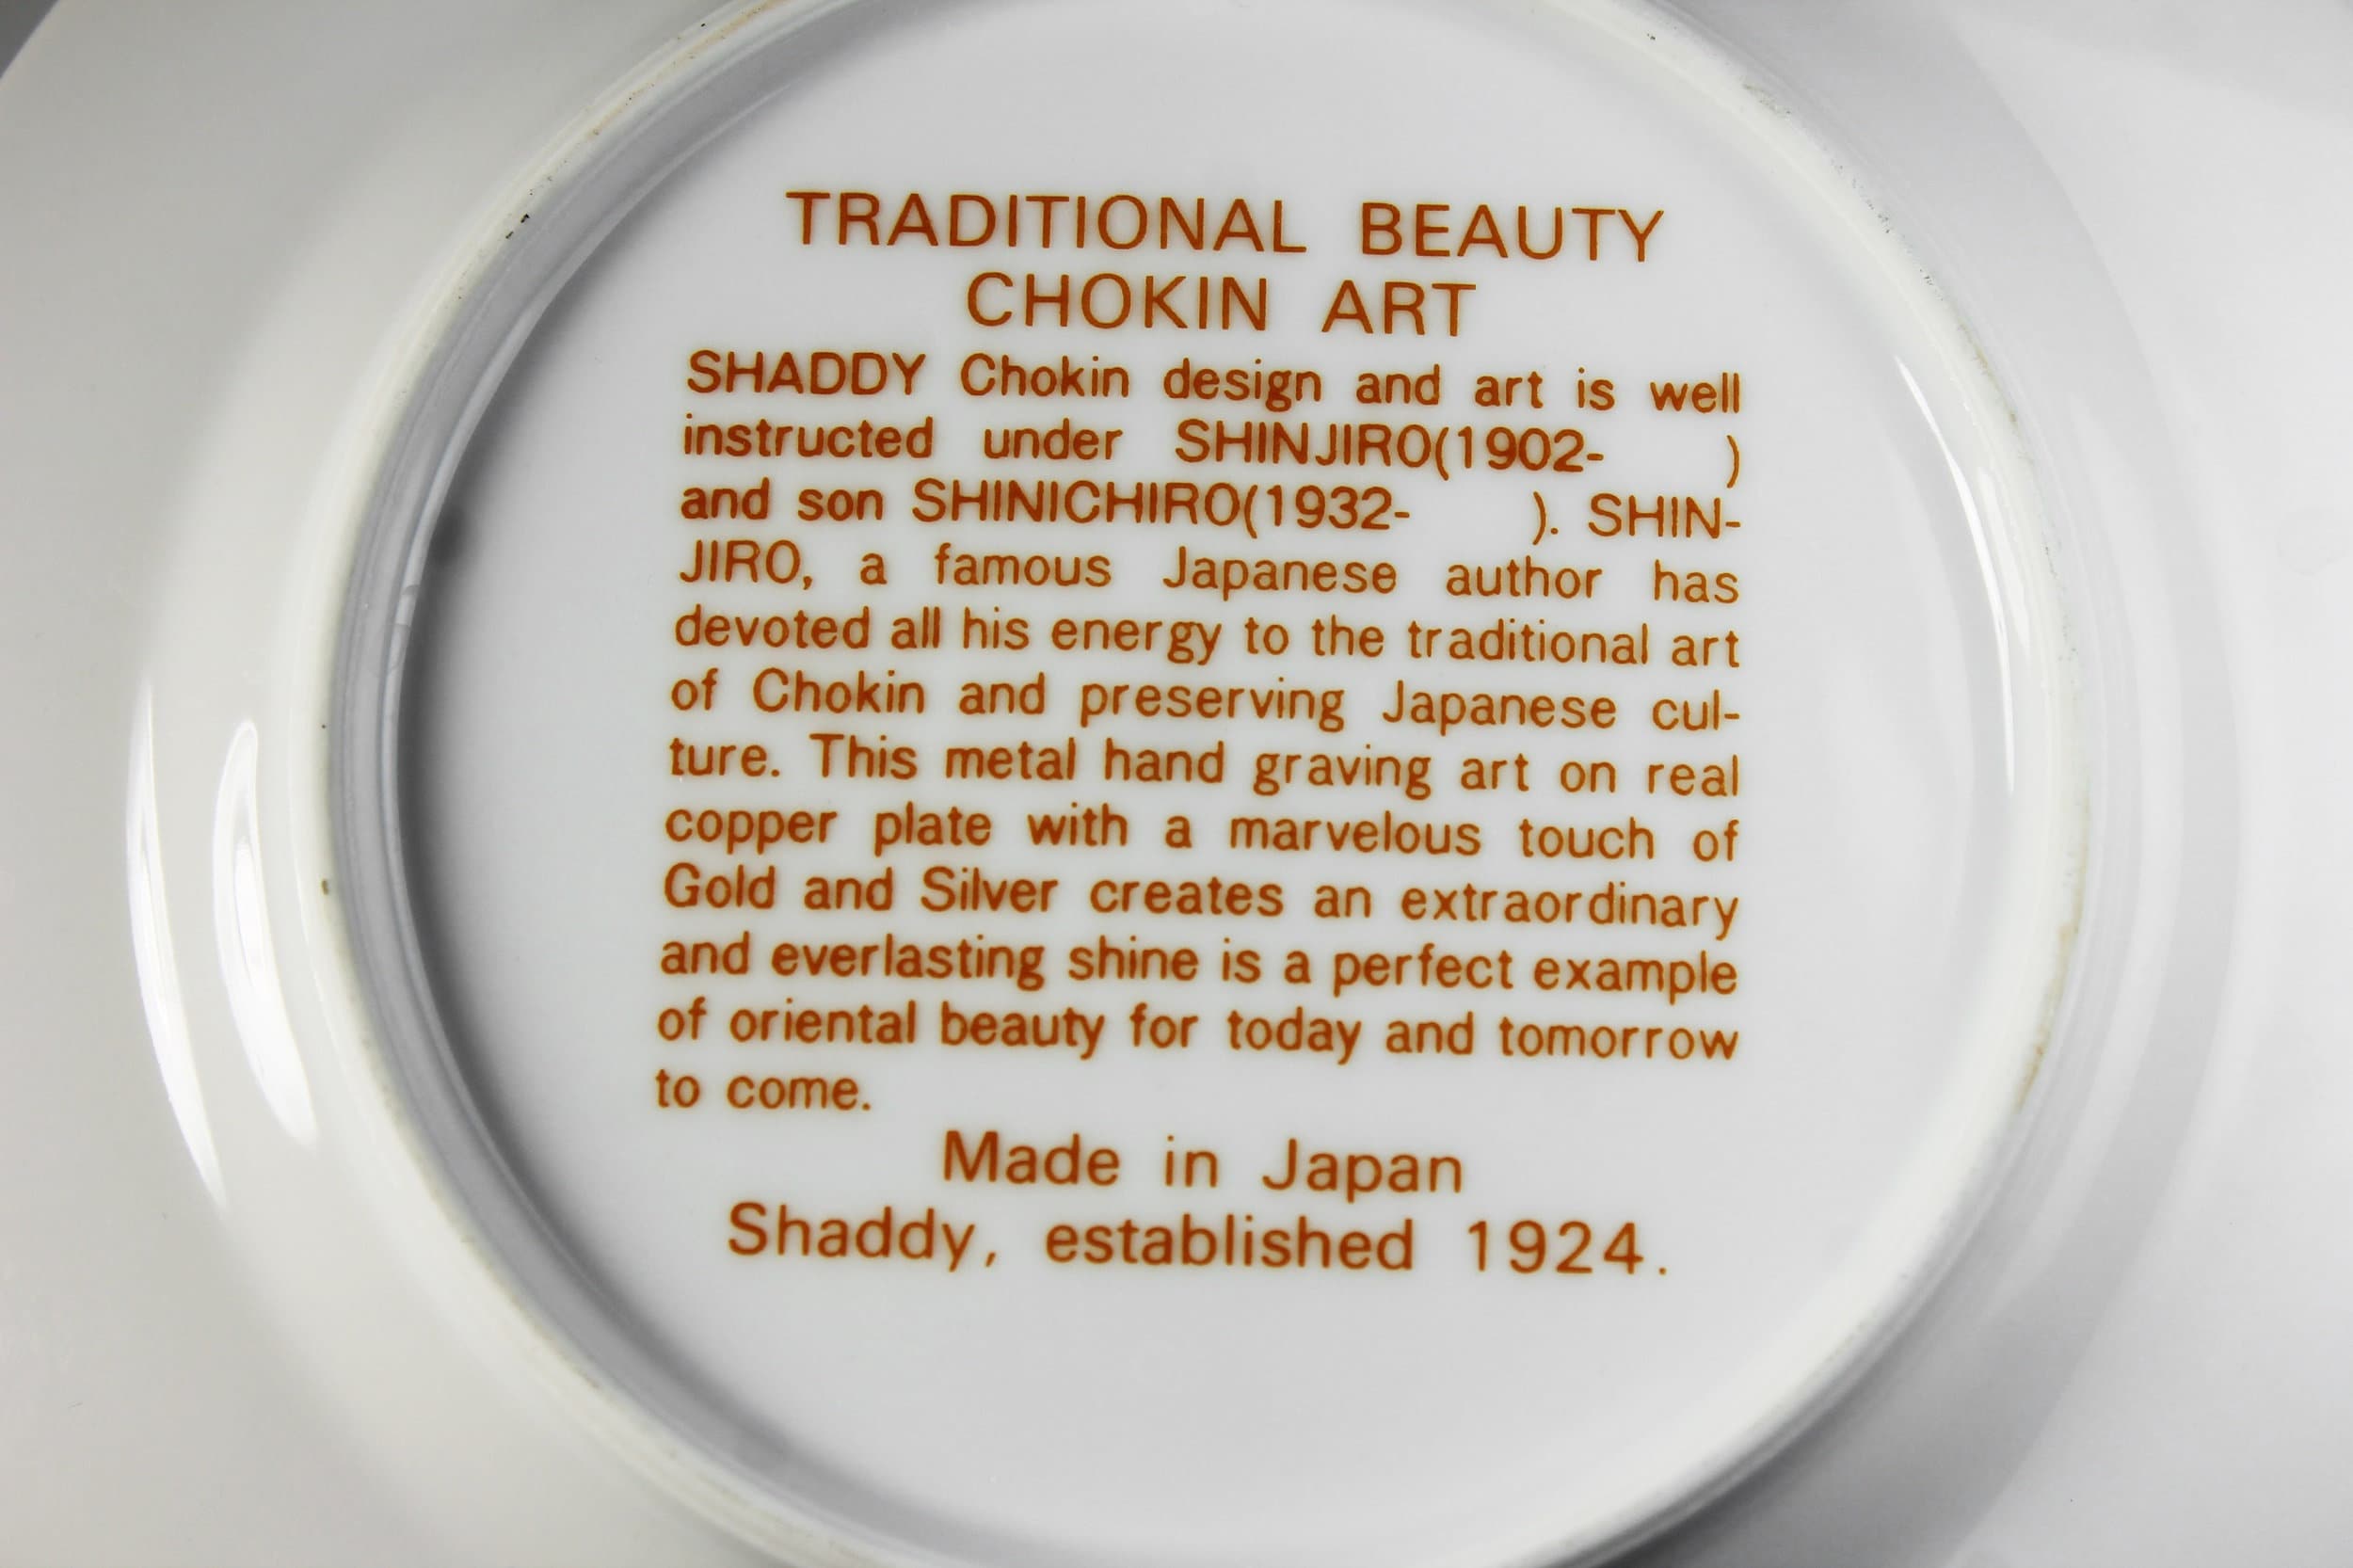 TRADITIONAL BEAUTY
CHOKIN ART
SHADDY Chokin design and art is well
instructed under SHINJIRO(1902- )
and son SHINICHIRO(1932- ). SHIN-
JIRO, a famous Japanese author has
devoted all his energy to the traditional art
of Chokin and preserving Japanese cul-
ture. This metal hand graving art on real
copper plate with a marvelous touch of
Gold and Silver creates an extraordinary
and everlasting shine is a perfect example
of oriental beauty for today and tomorrow
to come.
Made in Japan
Shaddy, established 1924.